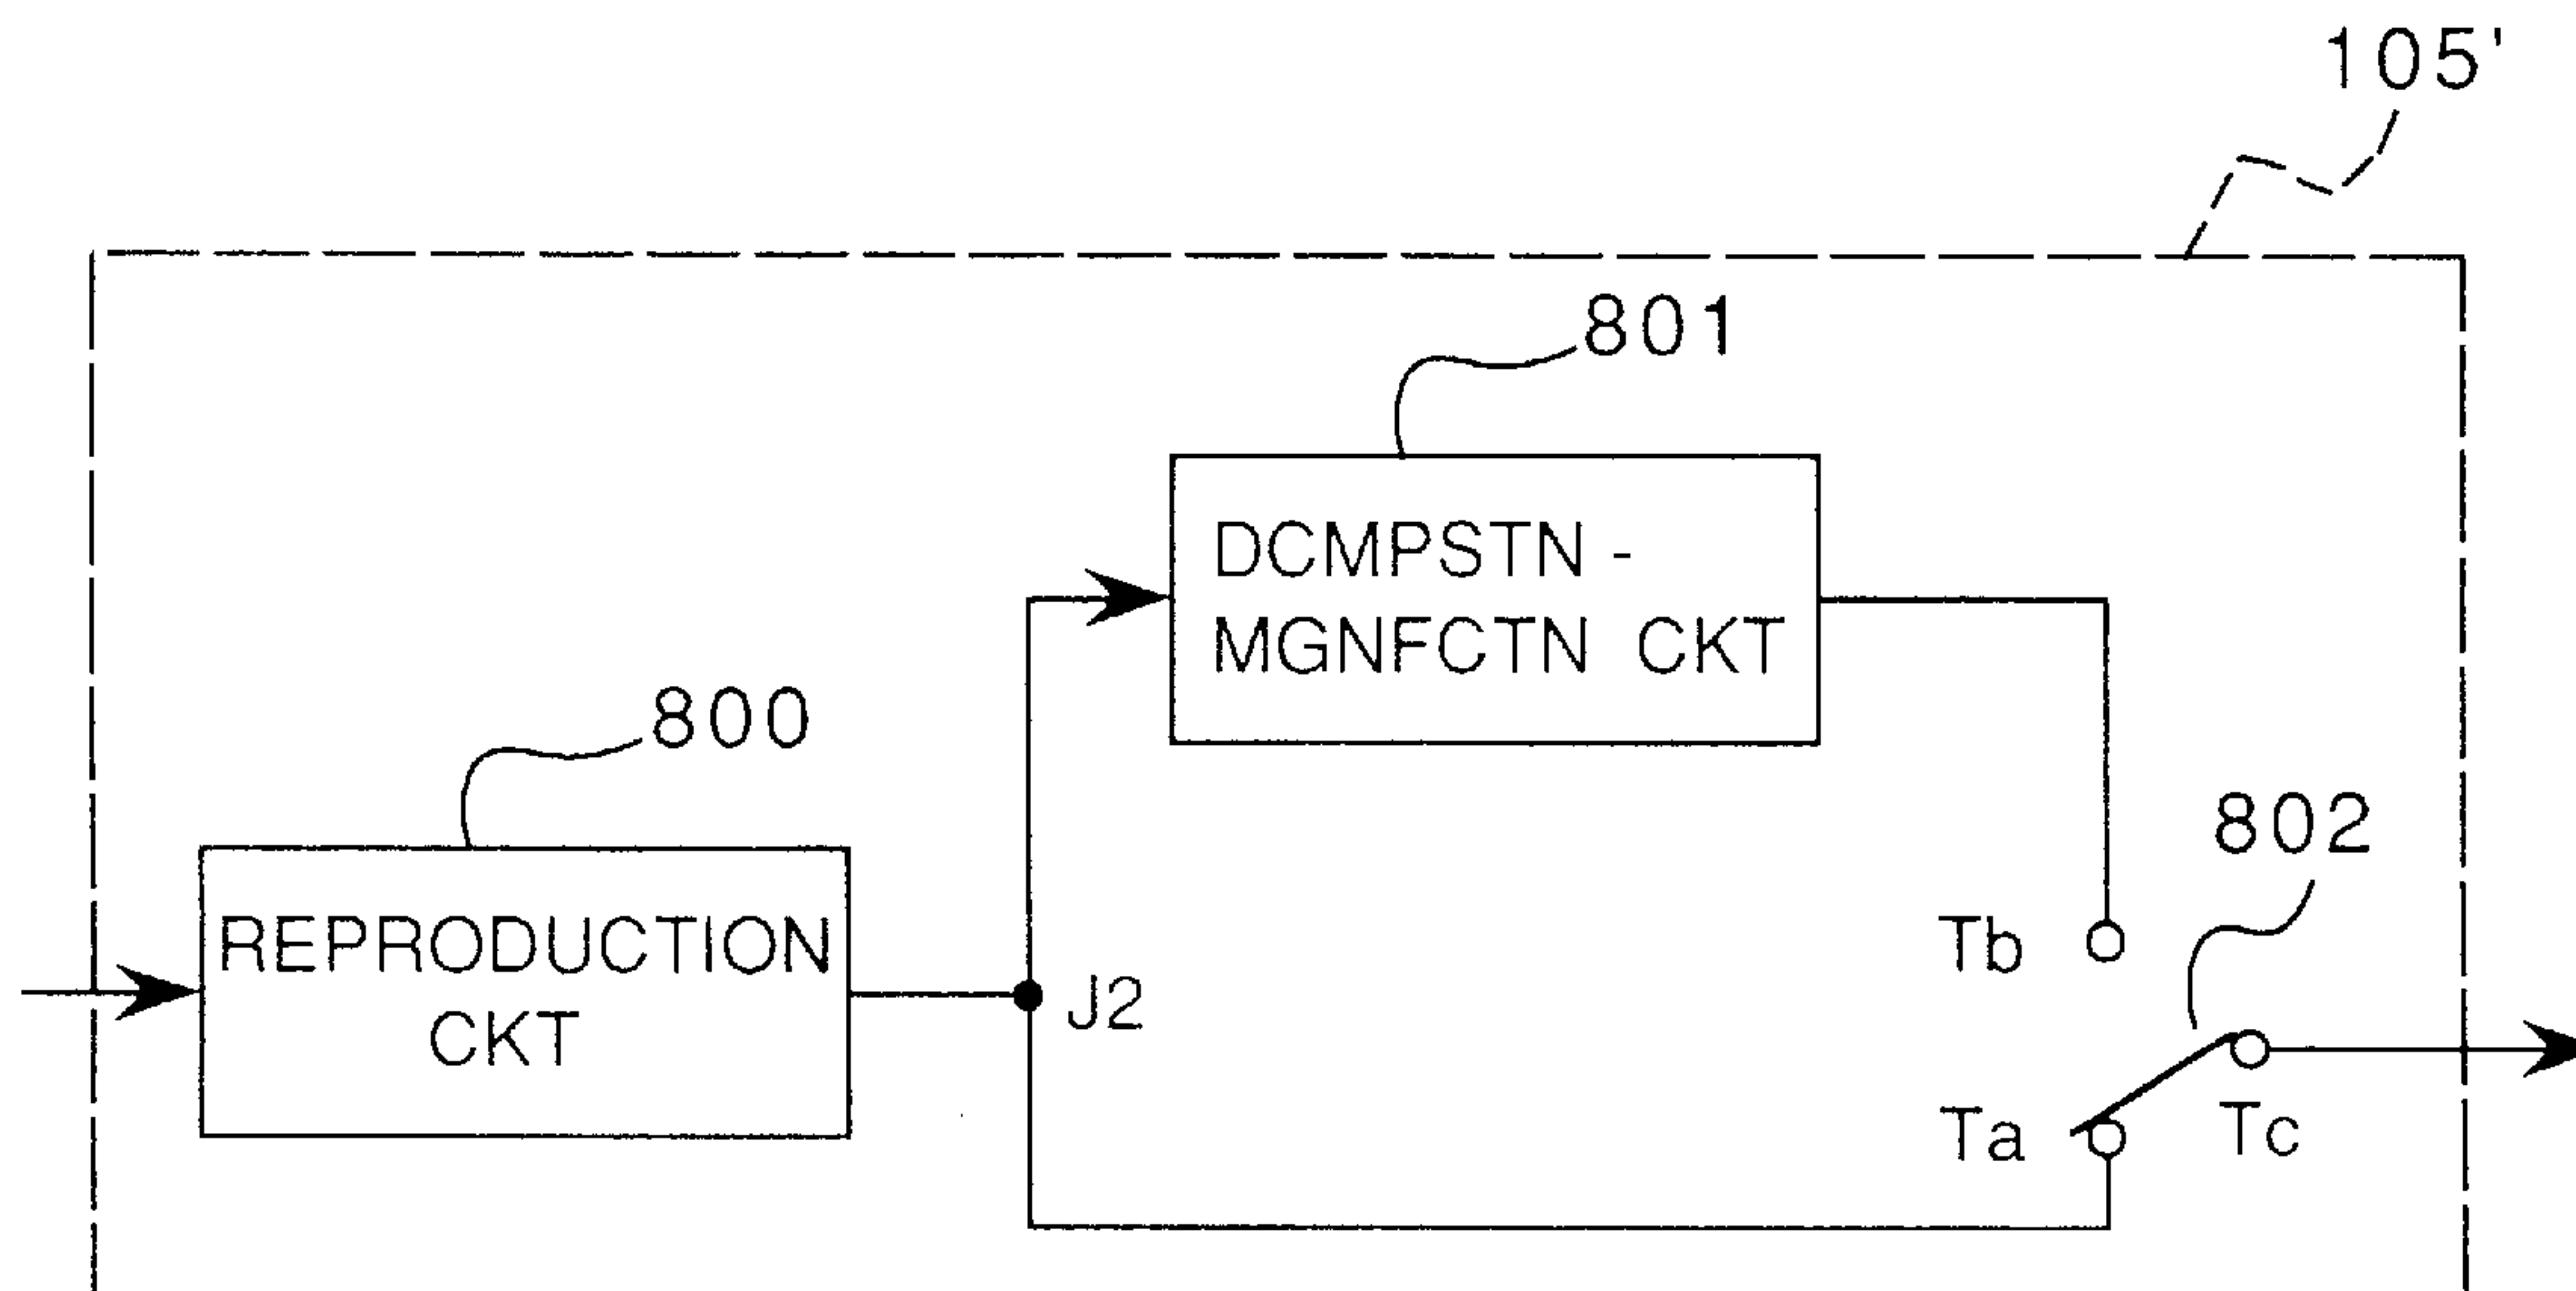 105'
801
DCMPSTN -
MGNFCTN CKT
800
802
REPRODUCTION
CKT
J2
Tb
Ta
Tc